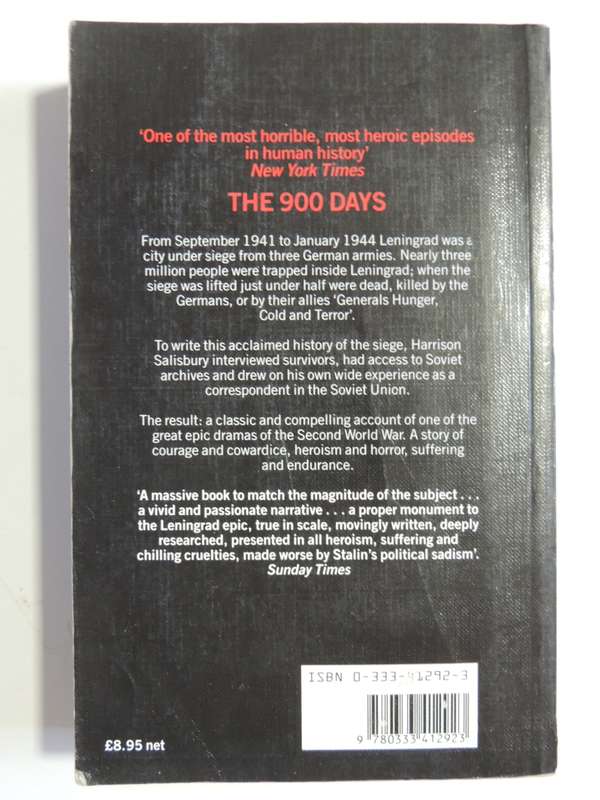 ‘One of the most horrible, most heroic episodes
in human history’
New York Times
THE 900 DAYS
From September 1941 to January 1944 Leningrad was a
city under siege from three German armies. Nearly three
million people were trapped inside Leningrad; when the
siege was lifted just under half were dead, killed by the
Germans, or by their allies ‘Generals Hunger,
Cold and Terror’.
To write this acclaimed history of the siege, Harrison
Salisbury interviewed survivors, had access to Soviet
archives and drew on his own wide experience as a
correspondent in the Soviet Union.
The result: a classic and compelling account of one of the
great epic dramas of the Second World War. A story of
courage and cowardice, heroism and horror, suffering
and endurance.
‘A massive book to match the magnitude of the subject . . .
a vivid and passionate narrative . . . a proper monument to
the Leningrad epic, true in scale, movingly written, deeply
researched, presented in all heroism, suffering and
chilling cruelties, made worse by Stalin’s political sadism’.
Sunday Times
ISBN 0-333-41292-3
9 780333 412923
£8.95 net